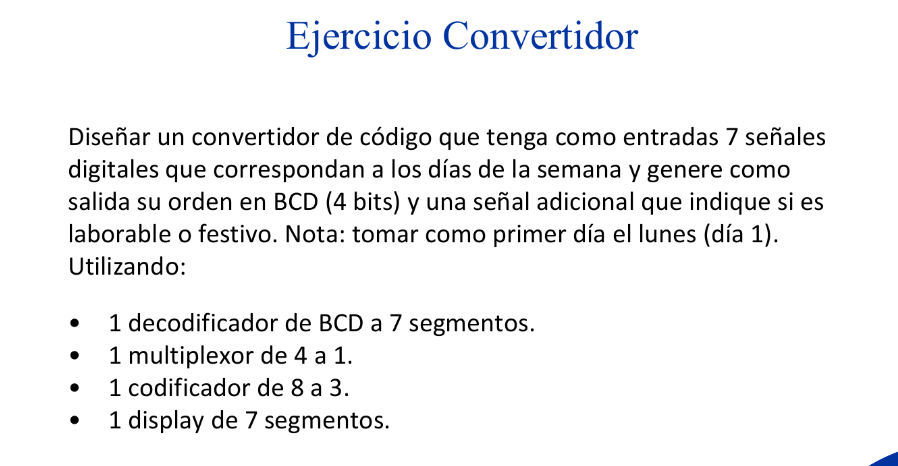 Ejercicio Convertidor
Diseñar un convertidor de código que tenga como entradas 7 señales
digitales que correspondan a los días de la semana y genere como
salida su orden en BCD (4 bits) y una señal adicional que indique si es
laborable o festivo. Nota: tomar como primer día el lunes (día 1).
Utilizando:
• 1 decodificador de BCD a 7 segmentos.
• 1 multiplexor de 4 a 1.
• 1 codificador de 8 a 3.
• 1 display de 7 segmentos.